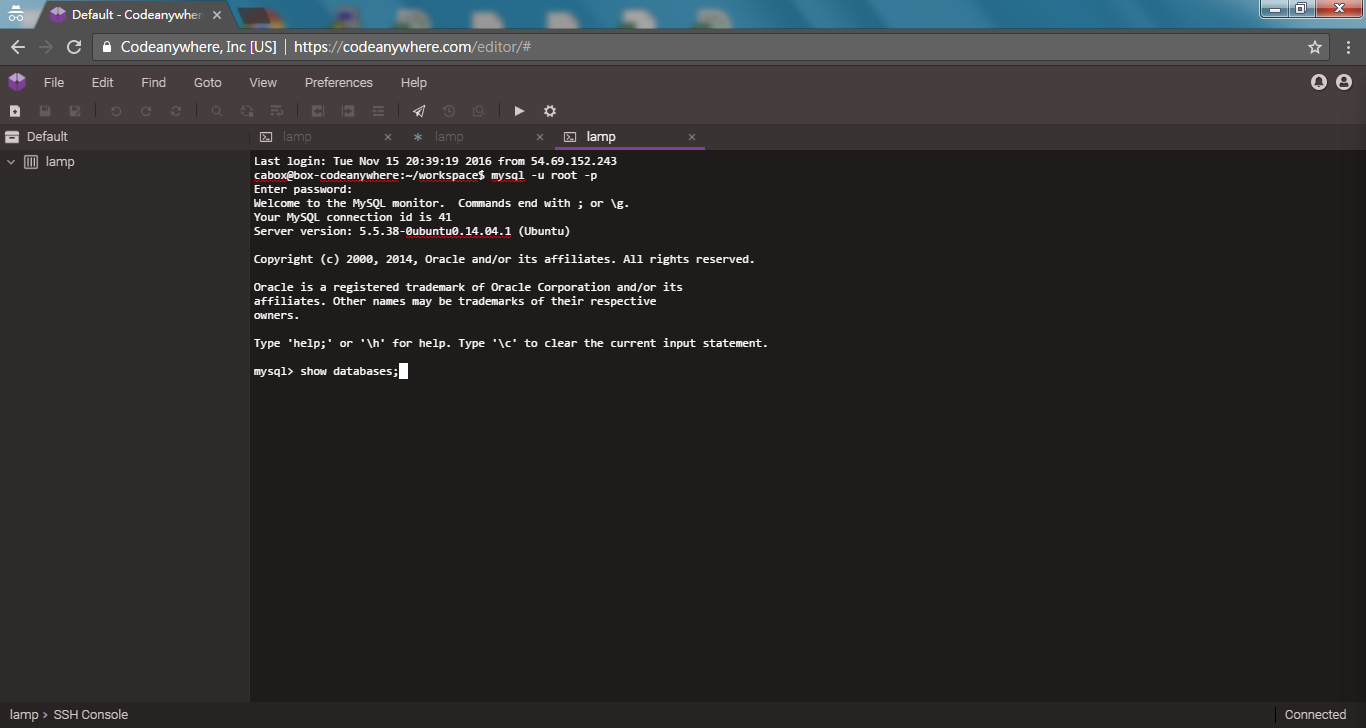 Default - Codeanywher
Codeanywhere, Inc [US] | https://codeanywhere.com/editor/#
File Edit Find Goto View Preferences Help
Default
lamp lamp lamp
lamp
Last login: Tue Nov 15 20:39:19 2016 from 54.69.152.243
cabox@box-codeanywhere:~/workspace$ mysql -u root -p
Enter password:
Welcome to the MySQL monitor.  Commands end with ; or \g.
Your MySQL connection id is 41
Server version: 5.5.38-0ubuntu0.14.04.1 (Ubuntu)
Copyright (c) 2000, 2014, Oracle and/or its affiliates. All rights reserved.
Oracle is a registered trademark of Oracle Corporation and/or its
affiliates. Other names may be trademarks of their respective
owners.
Type 'help;' or '\h' for help. Type '\c' to clear the current input statement.
mysql> show databases;
lamp › SSH Console
Connected